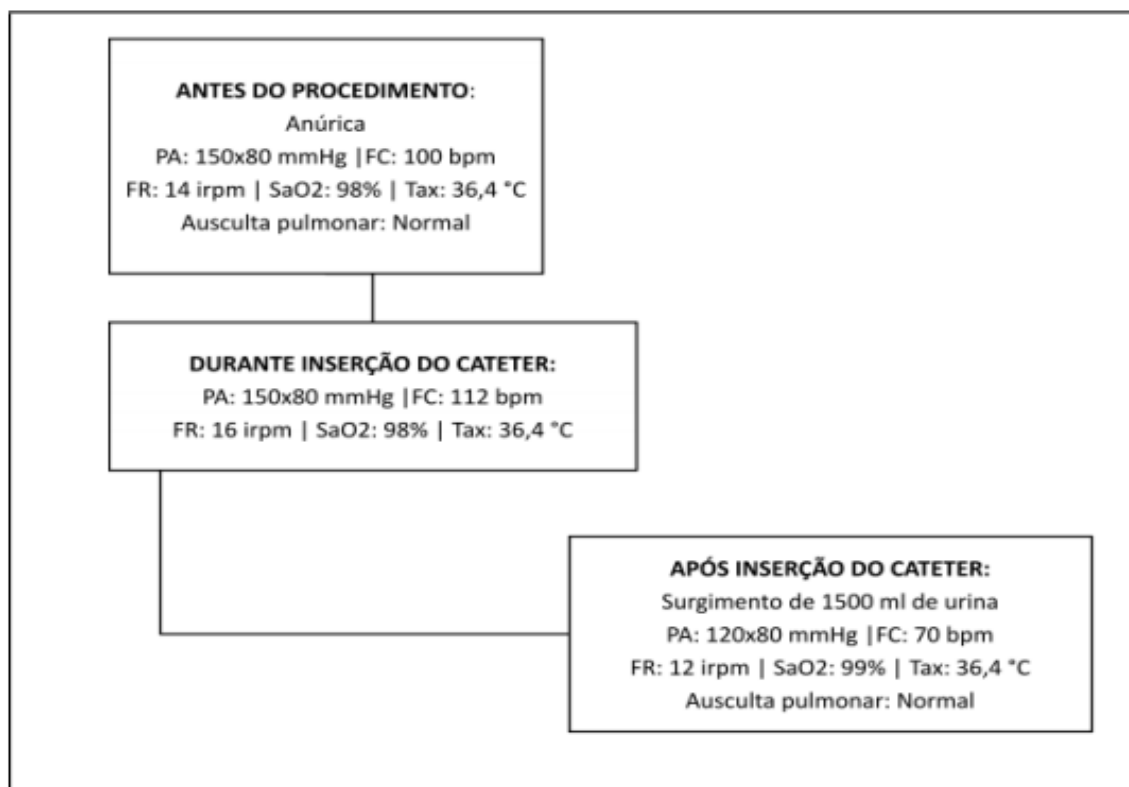 ANTES DO PROCEDIMENTO:
Anúrica
PA: 150x80 mmHg |FC: 100 bpm
FR: 14 irpm | SaO2: 98% | Tax: 36,4 °C
Ausculta pulmonar: Normal
DURANTE INSERÇÃO DO CATETER:
PA: 150x80 mmHg |FC: 112 bpm
FR: 16 irpm | SaO2: 98% | Tax: 36,4 °C
APÓS INSERÇÃO DO CATETER:
Surgimento de 1500 ml de urina
PA: 120x80 mmHg |FC: 70 bpm
FR: 12 irpm | SaO2: 99% | Tax: 36,4 °C
Ausculta pulmonar: Normal